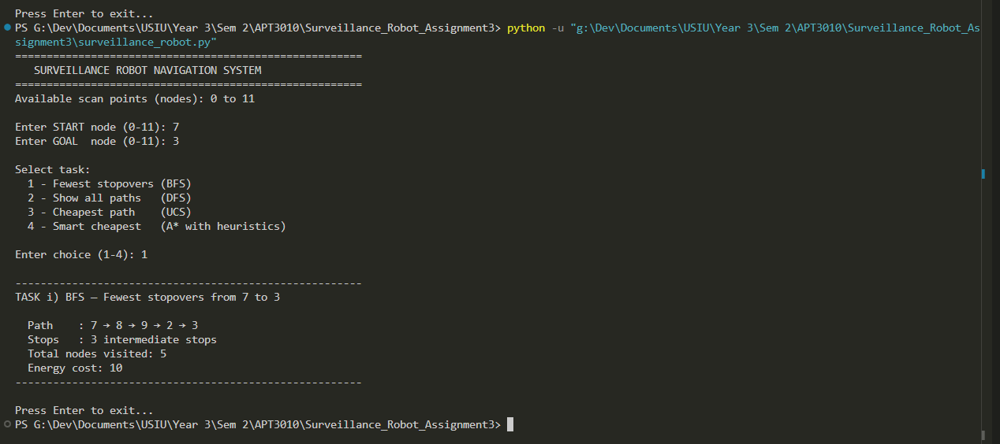 Press Enter to exit...
PS G:\Dev\Documents\USIU\Year 3\Sem 2\APT3010\Surveillance_Robot_Assignment3> python -u "g:\Dev\Documents\USIU\Year 3\Sem 2\APT3010\Surveillance_Robot_As
signment3\surveillance_robot.py"
=======================================================
   SURVEILLANCE ROBOT NAVIGATION SYSTEM
=======================================================
Available scan points (nodes): 0 to 11

Enter START node (0-11): 7
Enter GOAL  node (0-11): 3

Select task:
  1 - Fewest stopovers (BFS)
  2 - Show all paths   (DFS)
  3 - Cheapest path    (UCS)
  4 - Smart cheapest   (A* with heuristics)

Enter choice (1-4): 1

-------------------------------------------------------
TASK i) BFS – Fewest stopovers from 7 to 3

  Path    : 7 → 8 → 9 → 2 → 3
  Stops   : 3 intermediate stops
  Total nodes visited: 5
  Energy cost: 10
-------------------------------------------------------

Press Enter to exit...
PS G:\Dev\Documents\USIU\Year 3\Sem 2\APT3010\Surveillance_Robot_Assignment3>